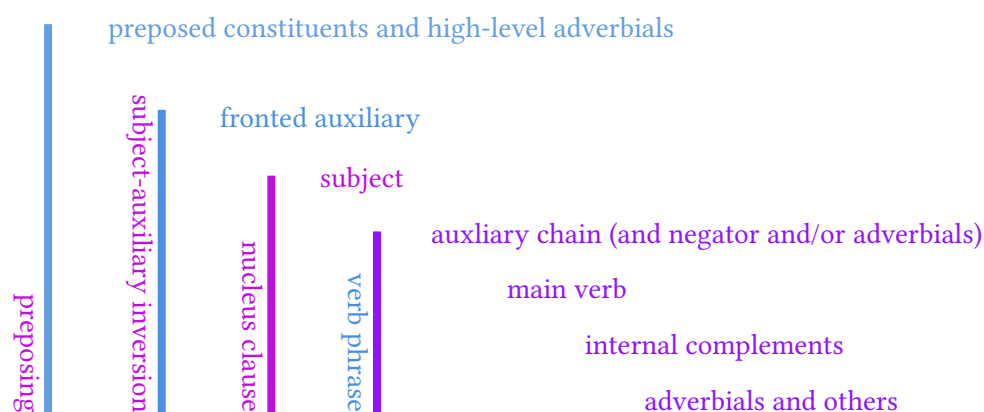 preposed constituents and high-level adverbials
fronted auxiliary
subject
auxliary chain (and negator and/or adverbials)
main verb
internal complements
adverbials and others
preposing
subject-auxiliary inversion
nucleus clause
verb phrase